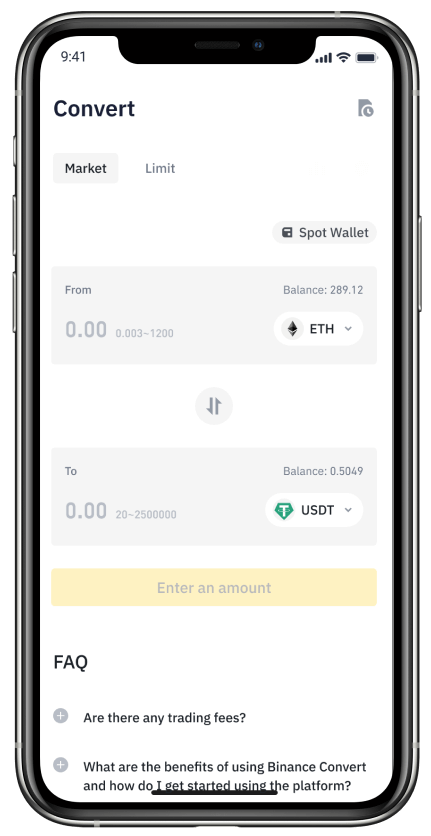 9:41
Convert
Market Limit
Spot Wallet
From Balance: 289.12
0.00 0.003~1200 ETH
To Balance: 0.5049
0.00 20~2500000 USDT
Enter an amount
FAQ
Are there any trading fees?
What are the benefits of using Binance Convert
and how do I get started using the platform?